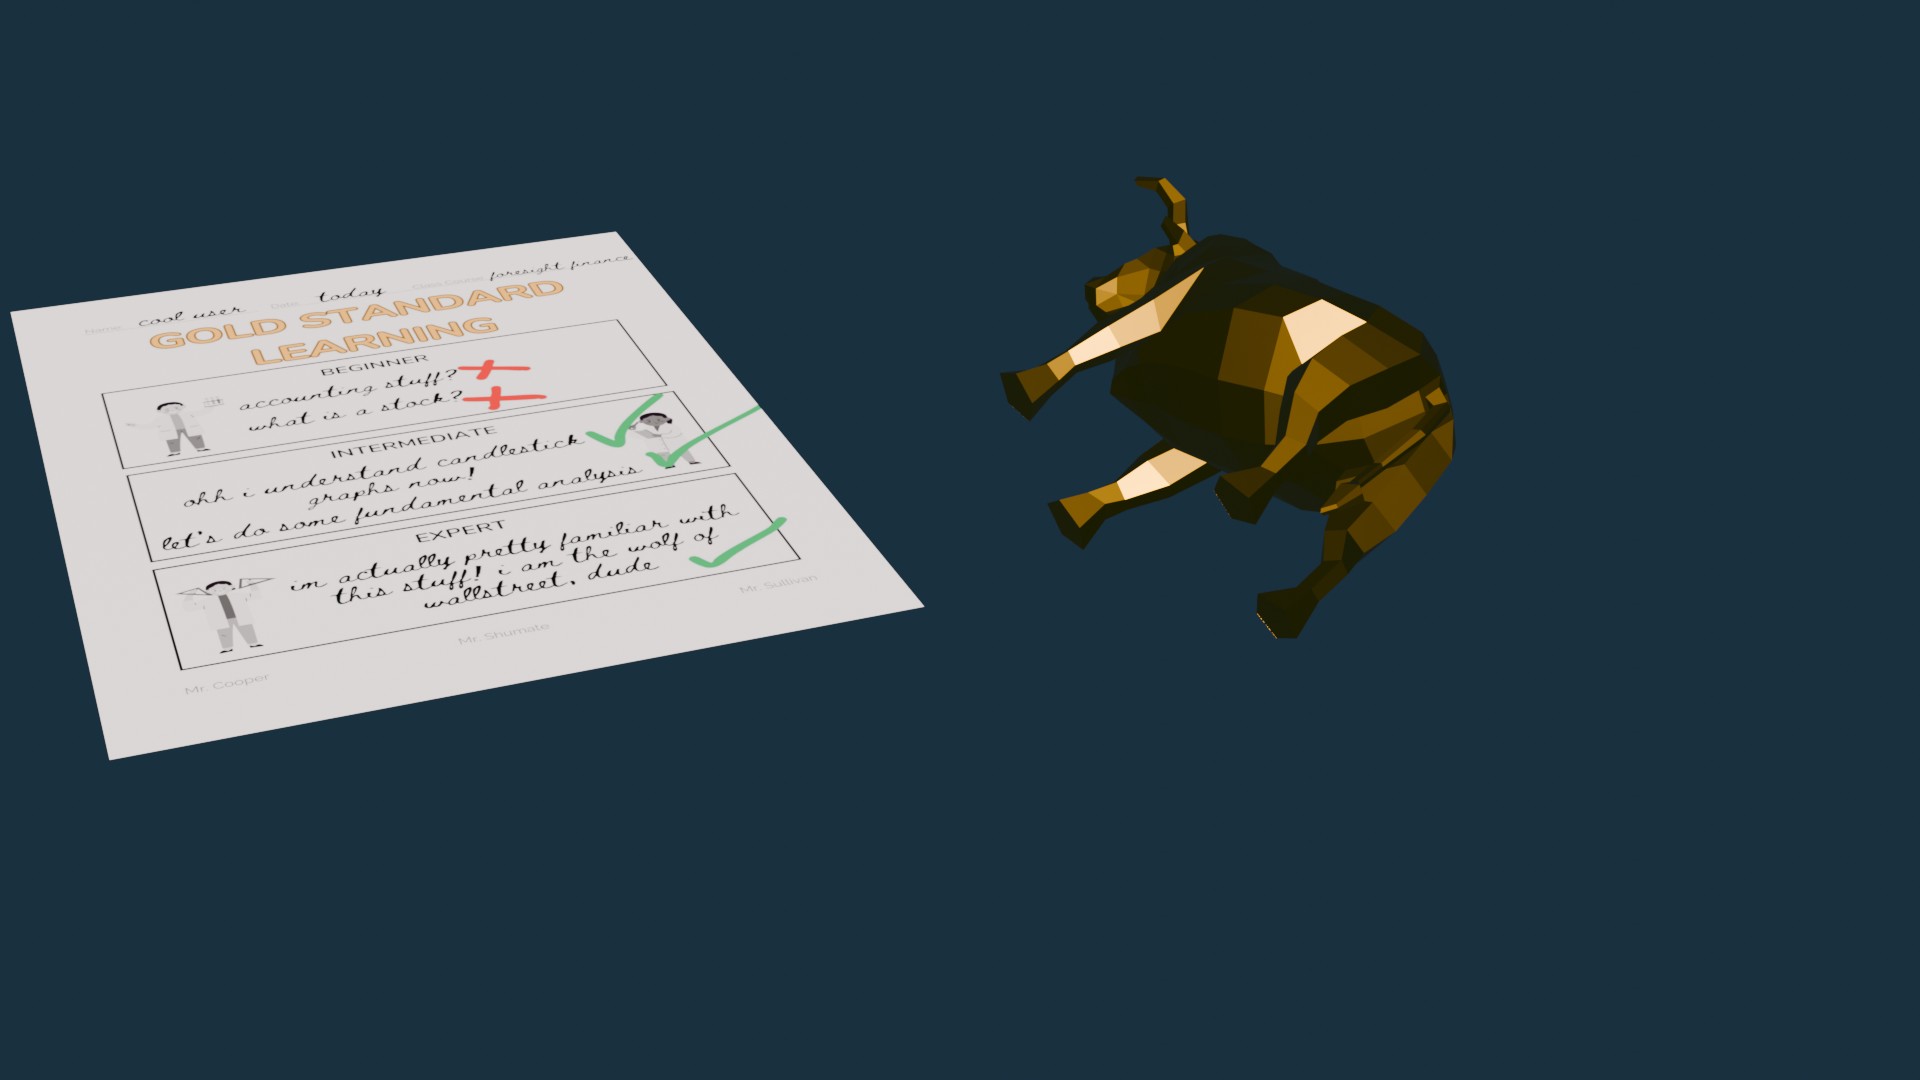 Name: cool user Date: today Class Course: foresight finance
GOLD STANDARD
LEARNING
BEGINNER
accounting stuff?
what is a stock?
INTERMEDIATE
ohh i understand candlestick
graphs now!
let's do some fundamental analysis
EXPERT
im actually pretty familiar with
this stuff! i am the wolf of
wallstreet, dude
Mr. Cooper Mr. Shumate Mr. Sullivan